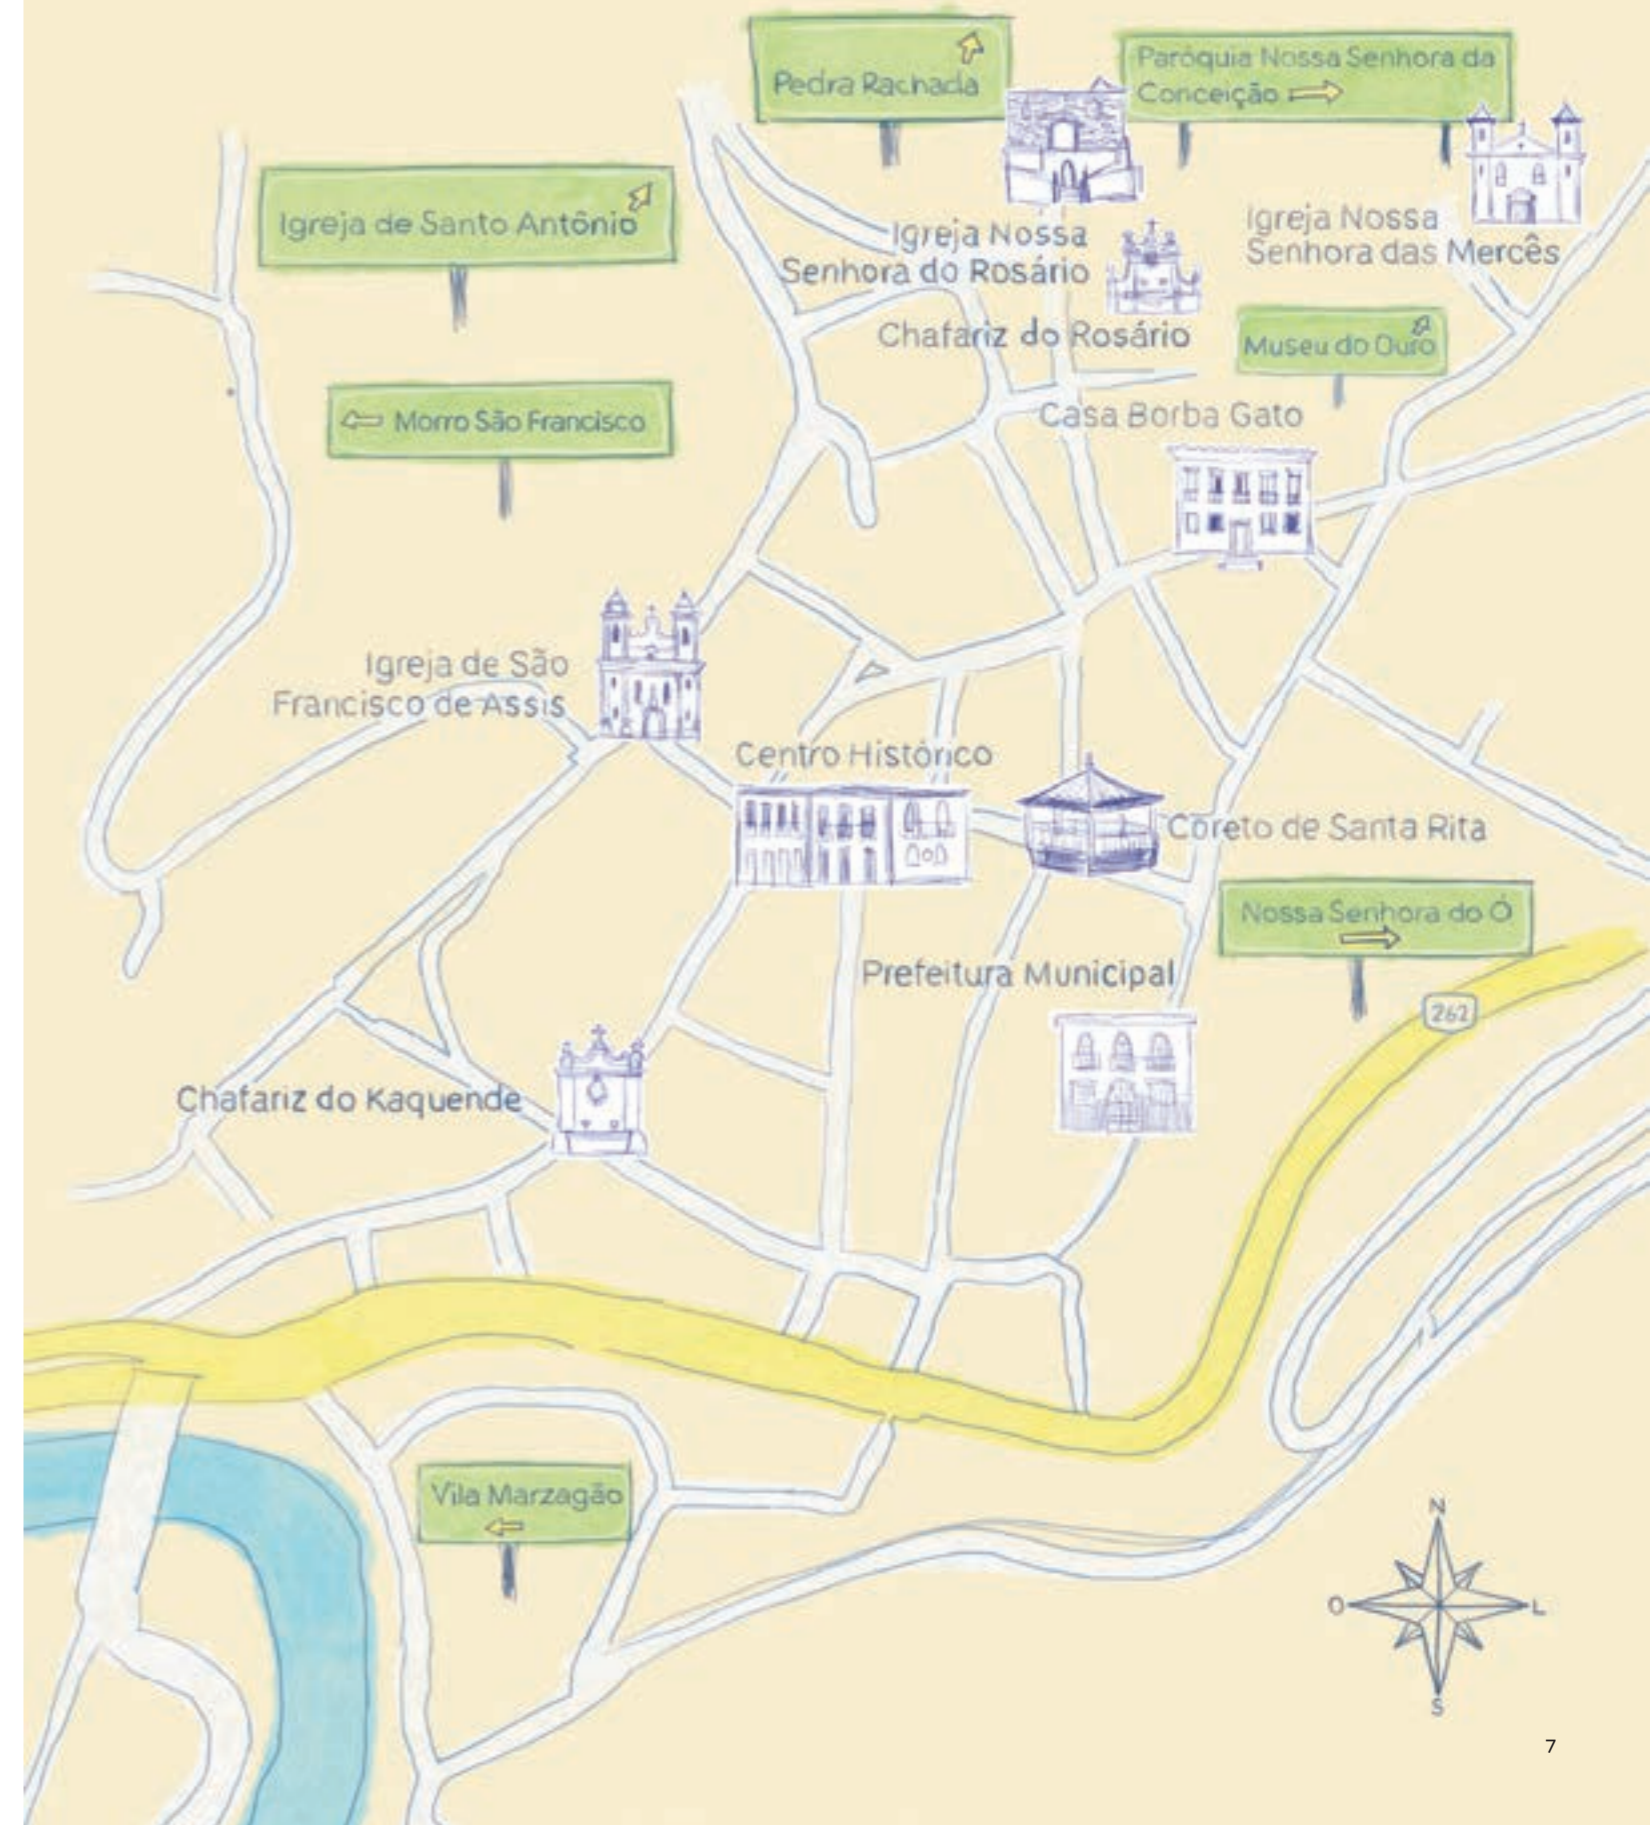 Pedra Rachada
Paróquia Nossa Senhora da
Conceição
Igreja de Santo Antônio
Igreja Nossa
Senhora do Rosário
Igreja Nossa
Senhora das Mercês
Chafariz do Rosário
Museu do Ouro
Morro São Francisco
Casa Borba Gato
Igreja de São
Francisco de Assis
Centro Histórico
Coreto de Santa Rita
Nossa Senhora do Ó
Prefeitura Municipal
262
Chafariz do Kaquende
Vila Marzagão
N
O
L
S
7